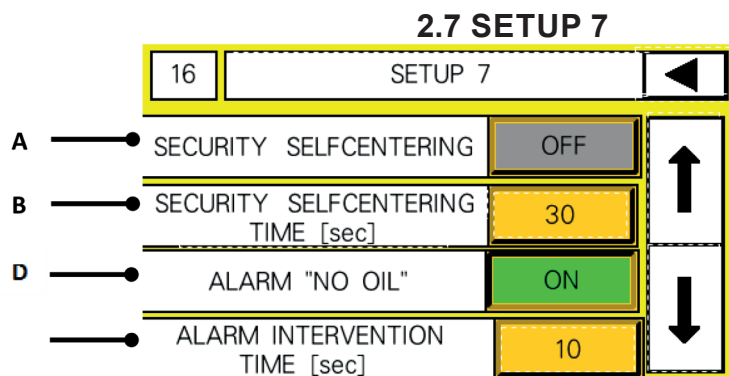 2.7 SETUP 7
16 SETUP 7
A SECURITY SELFCENTERING OFF
B SECURITY SELFCENTERING
TIME [sec] 30
D ALARM "NO OIL" ON
ALARM INTERVENTION
TIME [sec] 10